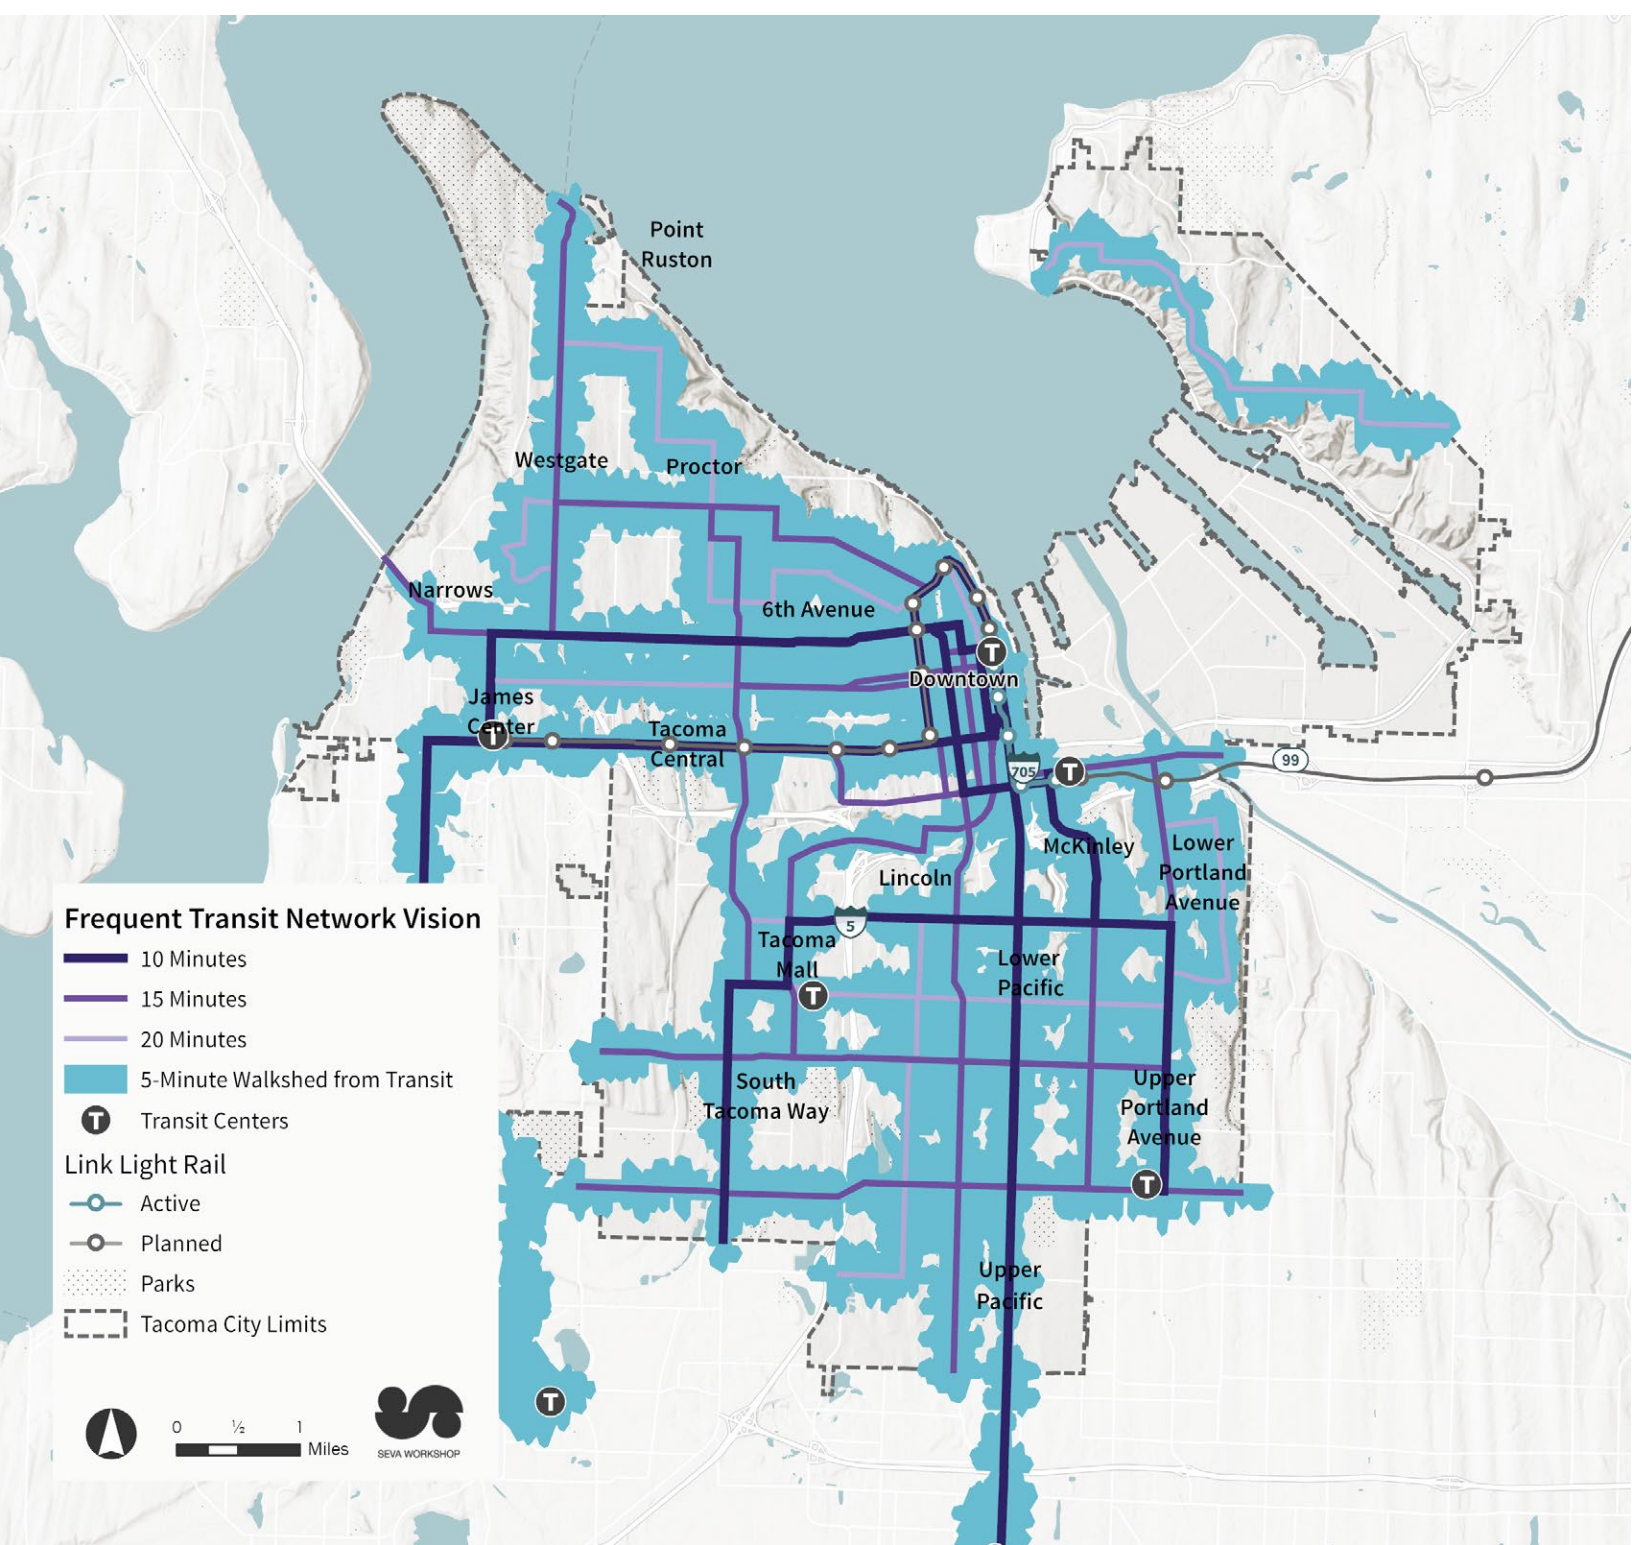 Point
Ruston
Westgate
Proctor
Narrows
6th Avenue
T
Downtown
James
Center
T
Tacoma
Central
705
T
99
McKinley
Lower
Portland
Avenue
Lincoln
5
Tacoma
Mall
T
Lower
Pacific
South
Tacoma Way
Upper
Portland
Avenue
T
Upper
Pacific
T
Frequent Transit Network Vision
10 Minutes
15 Minutes
20 Minutes
5-Minute Walkshed from Transit
T Transit Centers
Link Light Rail
Active
Planned
Parks
Tacoma City Limits
0 ½ 1
Miles
SEVA WORKSHOP